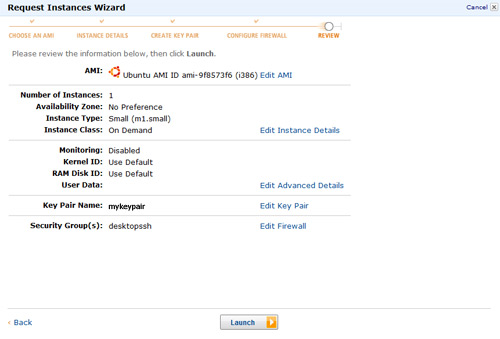 Request Instances Wizard
Cancel
CHOOSE AN AMI INSTANCE DETAILS CREATE KEY PAIR CONFIGURE FIREWALL REVIEW
Please review the information below, then click Launch.
AMI: Ubuntu AMI ID ami-9f8573f6 (i386) Edit AMI
Number of Instances: 1
Availability Zone: No Preference
Instance Type: Small (m1.small)
Instance Class: On Demand Edit Instance Details
Monitoring: Disabled
Kernel ID: Use Default
RAM Disk ID: Use Default
User Data: Edit Advanced Details
Key Pair Name: mykeypair Edit Key Pair
Security Group(s): desktopssh Edit Firewall
‹ Back Launch